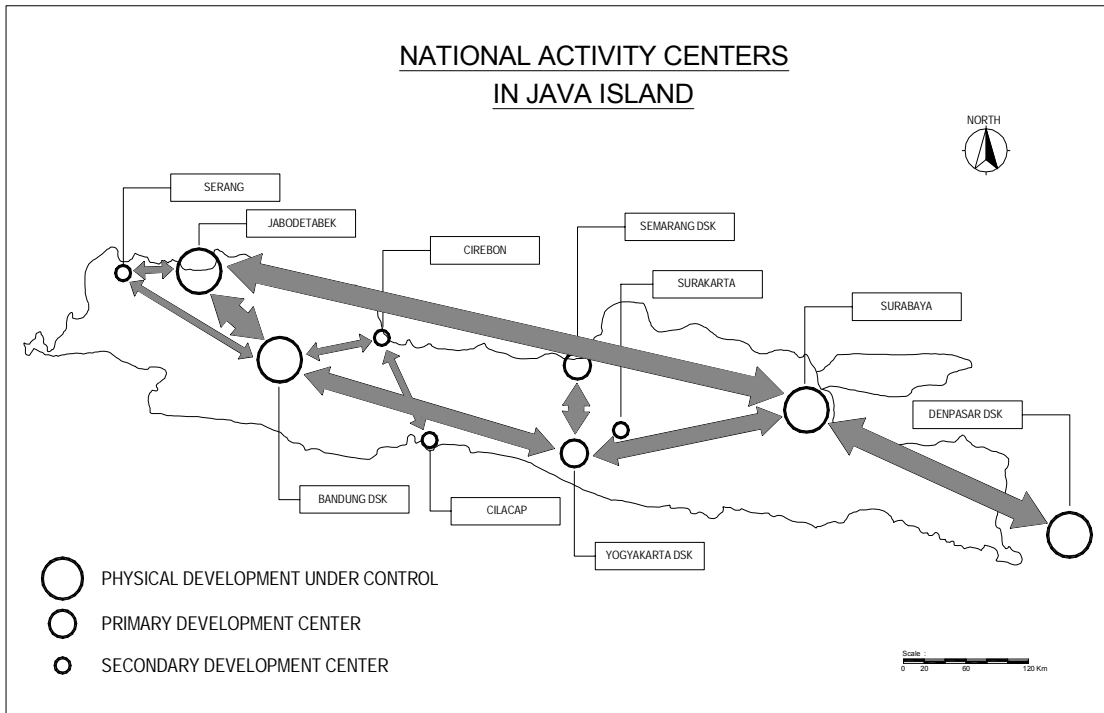 NATIONAL ACTIVITY CENTERS
IN JAVA ISLAND
NORTH
SERANG
JABODETABEK
CIREBON
SEMARANG DSK
SURAKARTA
SURABAYA
DENPASAR DSK
BANDUNG DSK
CILACAP
YOGYAKARTA DSK
PHYSICAL DEVELOPMENT UNDER CONTROL
PRIMARY DEVELOPMENT CENTER
SECONDARY DEVELOPMENT CENTER
Scale :
0 20 60 120 Km